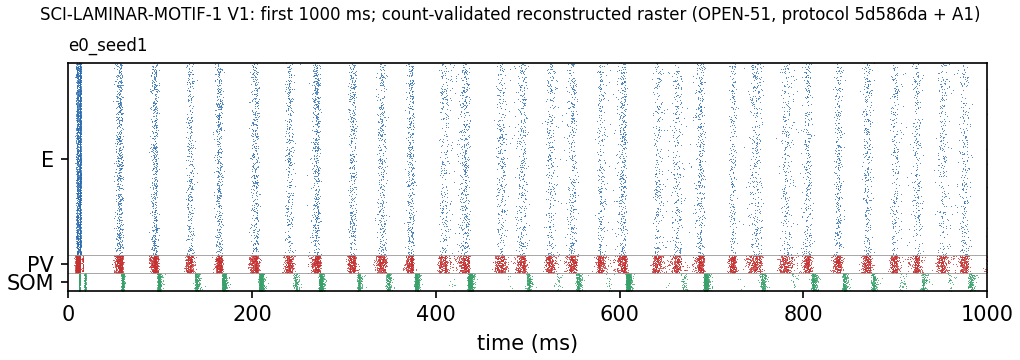 SCI-LAMINAR-MOTIF-1 V1: first 1000 ms; count-validated reconstructed raster (OPEN-51, protocol 5d586da + A1)
e0_seed1
E
PV
SOM
0 200 400 600 800 1000
time (ms)